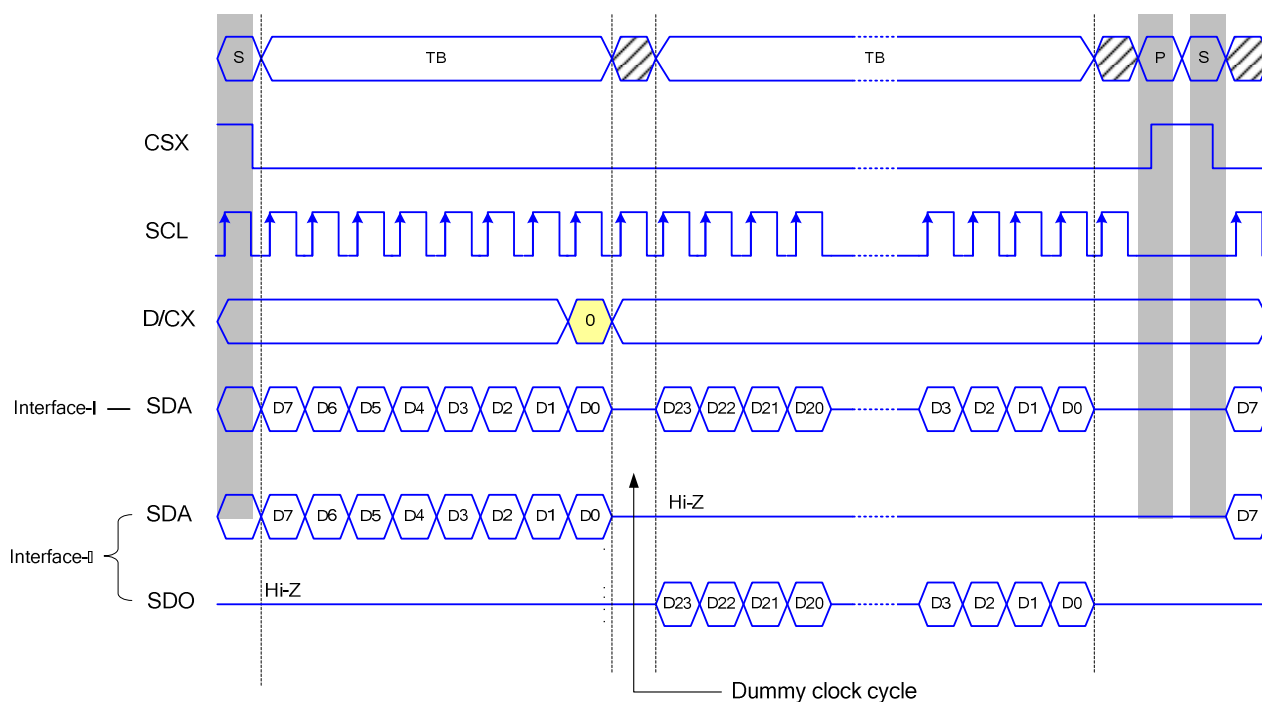 S TB TB P S
CSX
SCL
D/CX 0
Interface-I SDA D7 D6 D5 D4 D3 D2 D1 D0 D23 D22 D21 D20 D3 D2 D1 D0 D7
SDA D7 D6 D5 D4 D3 D2 D1 D0 Hi-Z D7
Interface-
SDO Hi-Z D23 D22 D21 D20 D3 D2 D1 D0
Dummy clock cycle